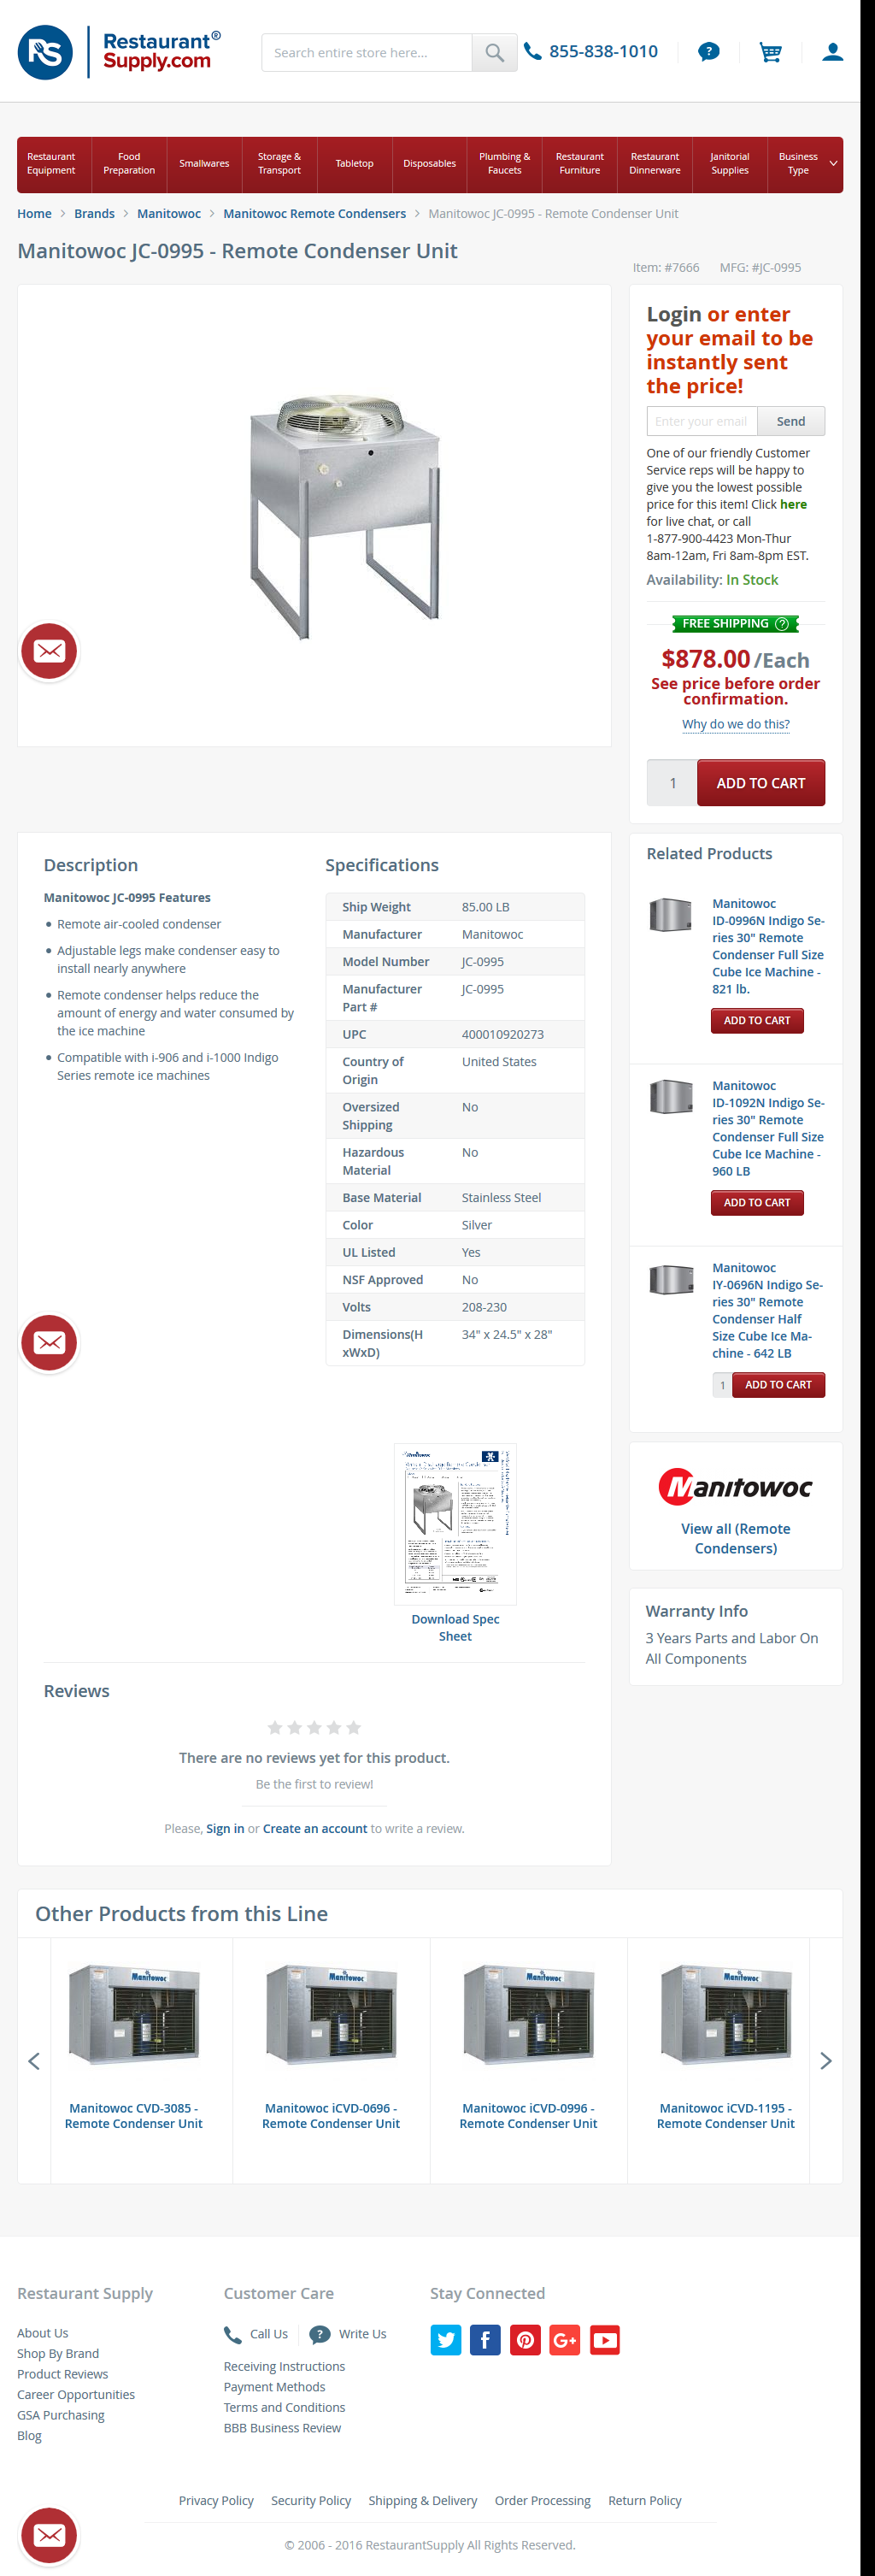 RS
Restaurant®
Supply.com
Search entire store here...
855-838-1010
?
Restaurant
Equipment
Food
Preparation
Smallwares
Storage &
Transport
Tabletop
Disposables
Plumbing &
Faucets
Restaurant
Furniture
Restaurant
Dinnerware
Janitorial
Supplies
Business
Type
Home > Brands > Manitowoc > Manitowoc Remote Condensers > Manitowoc JC-0995 - Remote Condenser Unit
Manitowoc JC-0995 - Remote Condenser Unit
Item: #7666 MFG: #JC-0995
Login or enter
your email to be
instantly sent
the price!
Enter your email
Send
One of our friendly Customer
Service reps will be happy to
give you the lowest possible
price for this item! Click here
for live chat, or call
1-877-900-4423 Mon-Thur
8am-12am, Fri 8am-8pm EST.
Availability: In Stock
FREE SHIPPING ?
$878.00 /Each
See price before order
confirmation.
Why do we do this?
1
ADD TO CART
Description
Manitowoc JC-0995 Features
• Remote air-cooled condenser
• Adjustable legs make condenser easy to
install nearly anywhere
• Remote condenser helps reduce the
amount of energy and water consumed by
the ice machine
• Compatible with i-906 and i-1000 Indigo
Series remote ice machines
Specifications
Ship Weight 85.00 LB
Manufacturer Manitowoc
Model Number JC-0995
Manufacturer JC-0995
Part #
UPC 400010920273
Country of United States
Origin
Oversized No
Shipping
Hazardous No
Material
Base Material Stainless Steel
Color Silver
UL Listed Yes
NSF Approved No
Volts 208-230
Dimensions(H 34" x 24.5" x 28"
xWxD)
Download Spec
Sheet
Related Products
Manitowoc
ID-0996N Indigo Se-
ries 30" Remote
Condenser Full Size
Cube Ice Machine -
821 lb.
ADD TO CART
Manitowoc
ID-1092N Indigo Se-
ries 30" Remote
Condenser Full Size
Cube Ice Machine -
960 LB
ADD TO CART
Manitowoc
IY-0696N Indigo Se-
ries 30" Remote
Condenser Half
Size Cube Ice Ma-
chine - 642 LB
1
ADD TO CART
Manitowoc
View all (Remote
Condensers)
Warranty Info
3 Years Parts and Labor On
All Components
Reviews
There are no reviews yet for this product.
Be the first to review!
Please, Sign in or Create an account to write a review.
Other Products from this Line
Manitowoc
Manitowoc
Manitowoc
Manitowoc
Manitowoc CVD-3085 -
Remote Condenser Unit
Manitowoc iCVD-0696 -
Remote Condenser Unit
Manitowoc iCVD-0996 -
Remote Condenser Unit
Manitowoc iCVD-1195 -
Remote Condenser Unit
Restaurant Supply
About Us
Shop By Brand
Product Reviews
Career Opportunities
GSA Purchasing
Blog
Customer Care
Call Us
? Write Us
Receiving Instructions
Payment Methods
Terms and Conditions
BBB Business Review
Stay Connected
f
G+
Privacy Policy Security Policy Shipping & Delivery Order Processing Return Policy
© 2006 - 2016 RestaurantSupply All Rights Reserved.